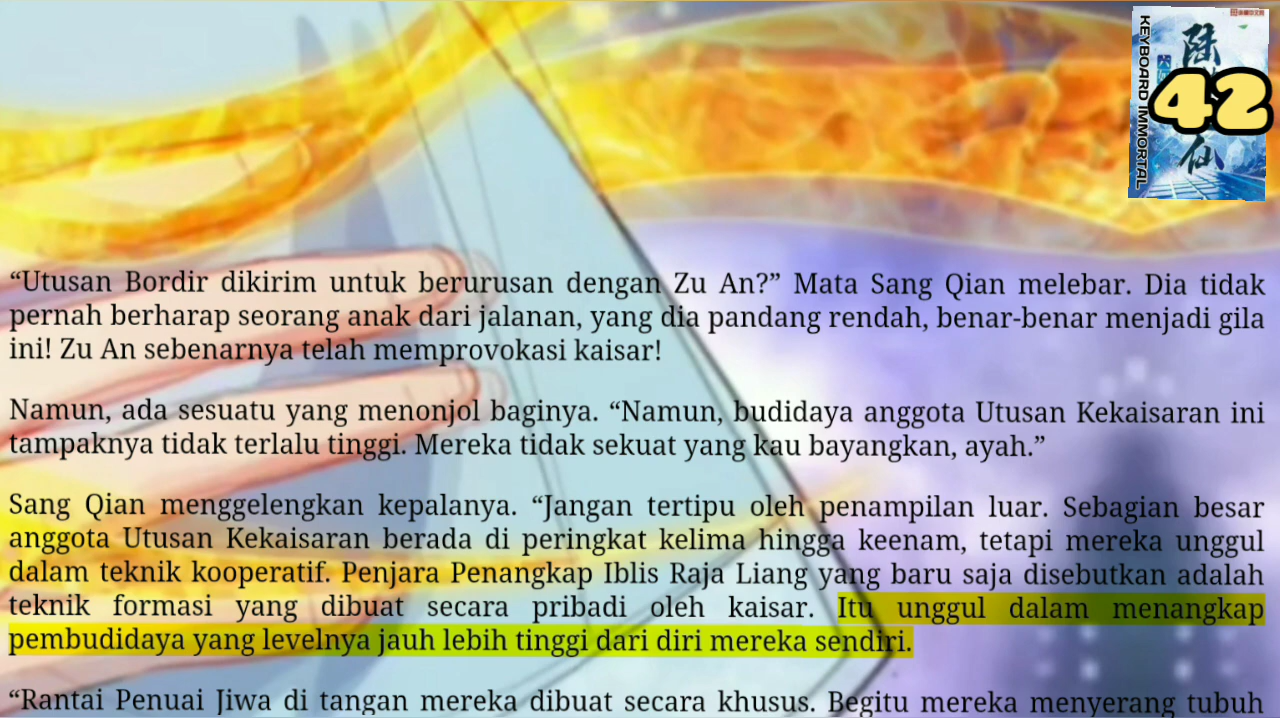 KEYBOARD IMMORTAL
陆
仙
42
“Utusan Bordir dikirim untuk berurusan dengan Zu An?” Mata Sang Qian melebar. Dia tidak
pernah berharap seorang anak dari jalanan, yang dia pandang rendah, benar-benar menjadi gila
ini! Zu An sebenarnya telah memprovokasi kaisar!
Namun, ada sesuatu yang menonjol baginya. “Namun, budidaya anggota Utusan Kekaisaran ini
tampaknya tidak terlalu tinggi. Mereka tidak sekuat yang kau bayangkan, ayah.”
Sang Qian menggelengkan kepalanya. “Jangan tertipu oleh penampilan luar. Sebagian besar
anggota Utusan Kekaisaran berada di peringkat kelima hingga keenam, tetapi mereka unggul
dalam teknik kooperatif. Penjara Penangkap Iblis Raja Liang yang baru saja disebutkan adalah
teknik formasi yang dibuat secara pribadi oleh kaisar. Itu unggul dalam menangkap
pembudidaya yang levelnya jauh lebih tinggi dari diri mereka sendiri.
“Rantai Penuai Jiwa di tangan mereka dibuat secara khusus. Begitu mereka menyerang tubuh